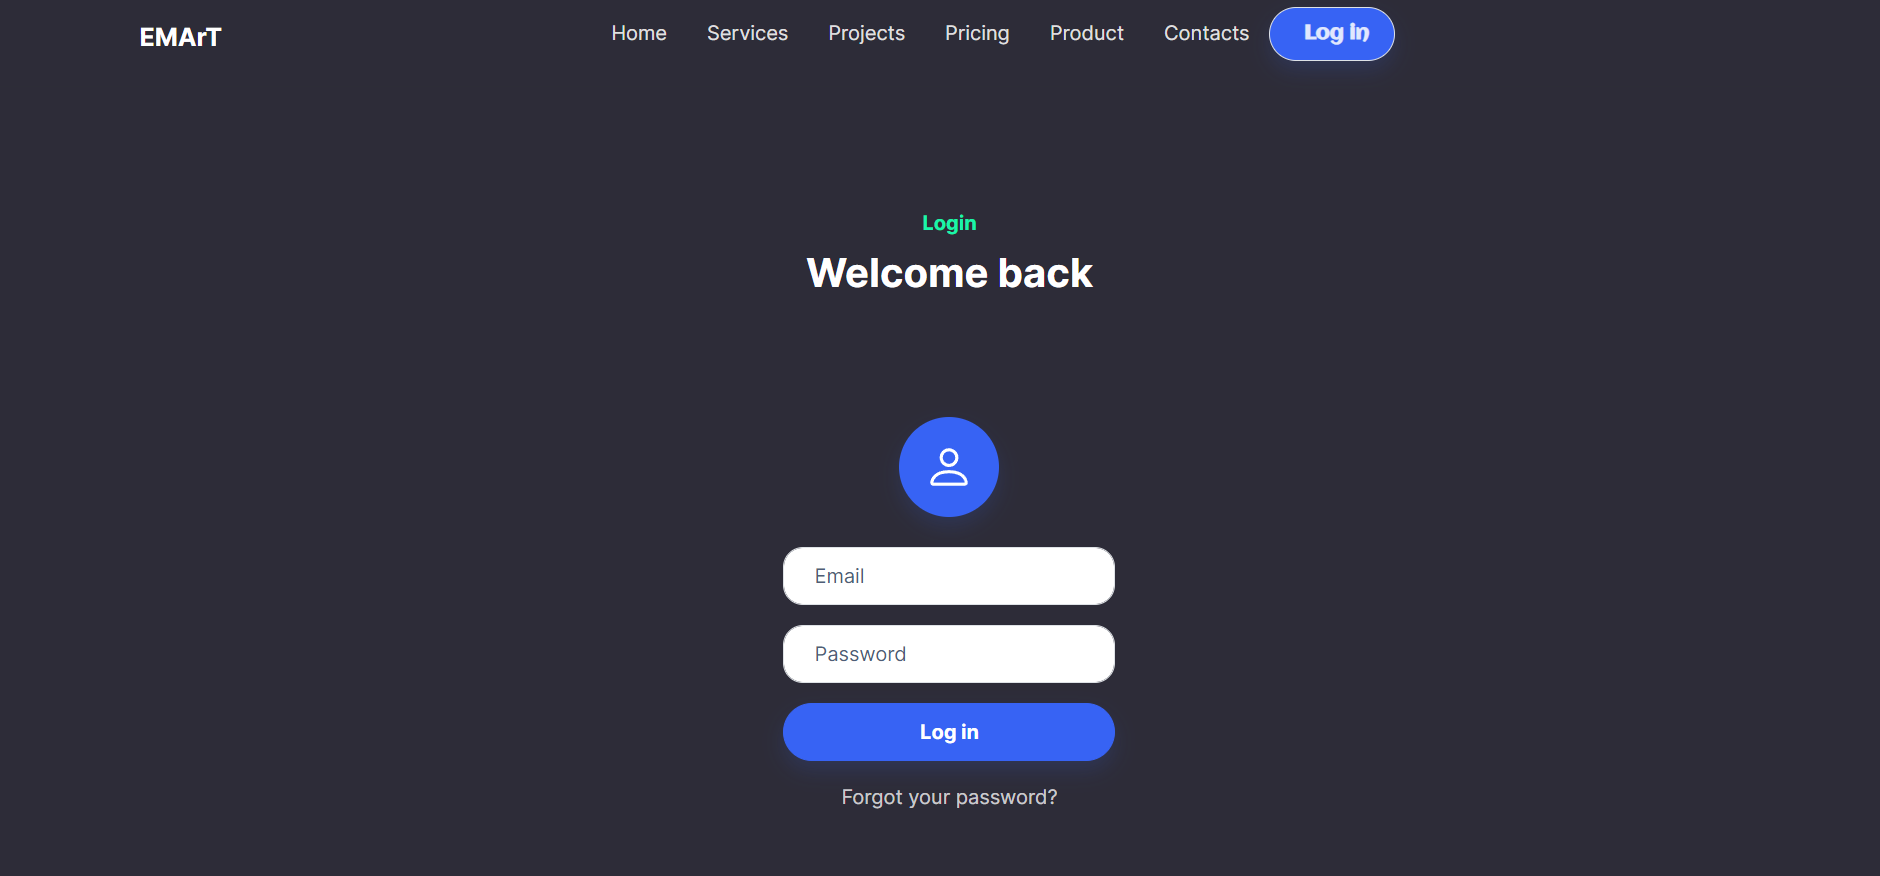 EMArT Home Services Projects Pricing Product Contacts Log in
Login
Welcome back
Email
Password
Log in
Forgot your password?